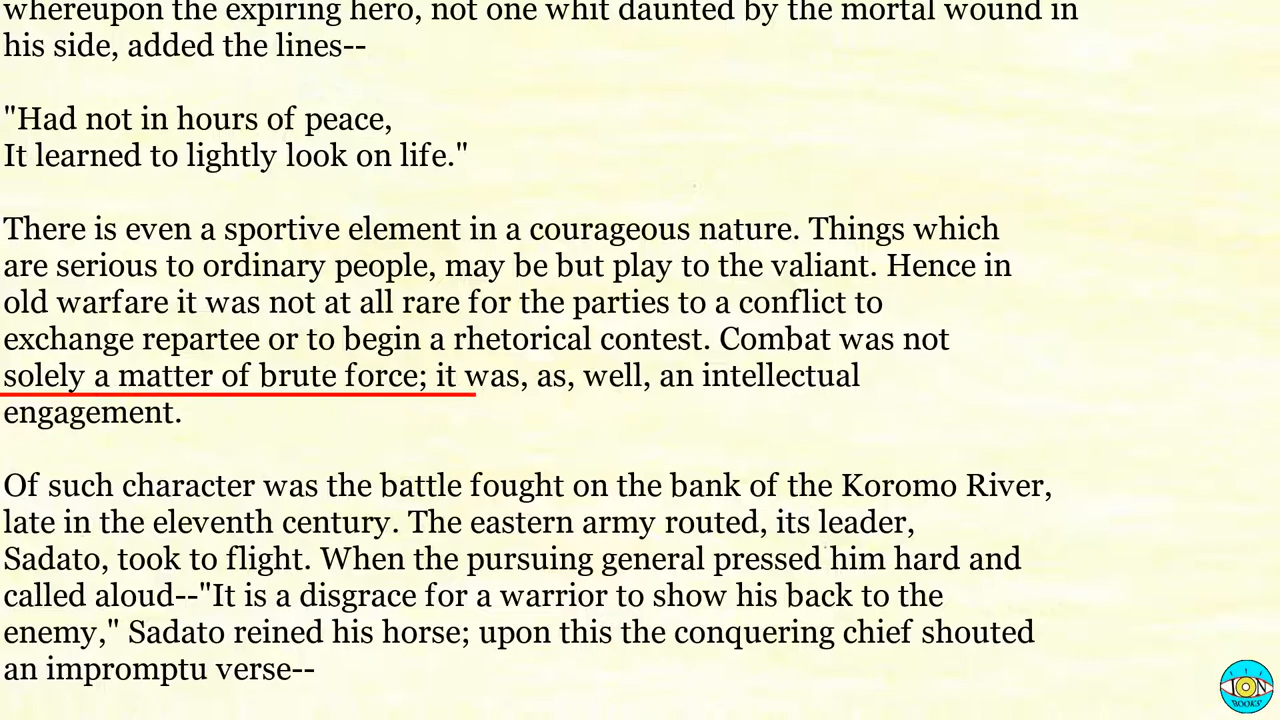 whereupon the expiring hero, not one whit daunted by the mortal wound in
his side, added the lines--
"Had not in hours of peace,
It learned to lightly look on life."
There is even a sportive element in a courageous nature. Things which
are serious to ordinary people, may be but play to the valiant. Hence in
old warfare it was not at all rare for the parties to a conflict to
exchange repartee or to begin a rhetorical contest. Combat was not
solely a matter of brute force; it was, as, well, an intellectual
engagement.
Of such character was the battle fought on the bank of the Koromo River,
late in the eleventh century. The eastern army routed, its leader,
Sadato, took to flight. When the pursuing general pressed him hard and
called aloud--"It is a disgrace for a warrior to show his back to the
enemy," Sadato reined his horse; upon this the conquering chief shouted
an impromptu verse--
ION
BOOKS